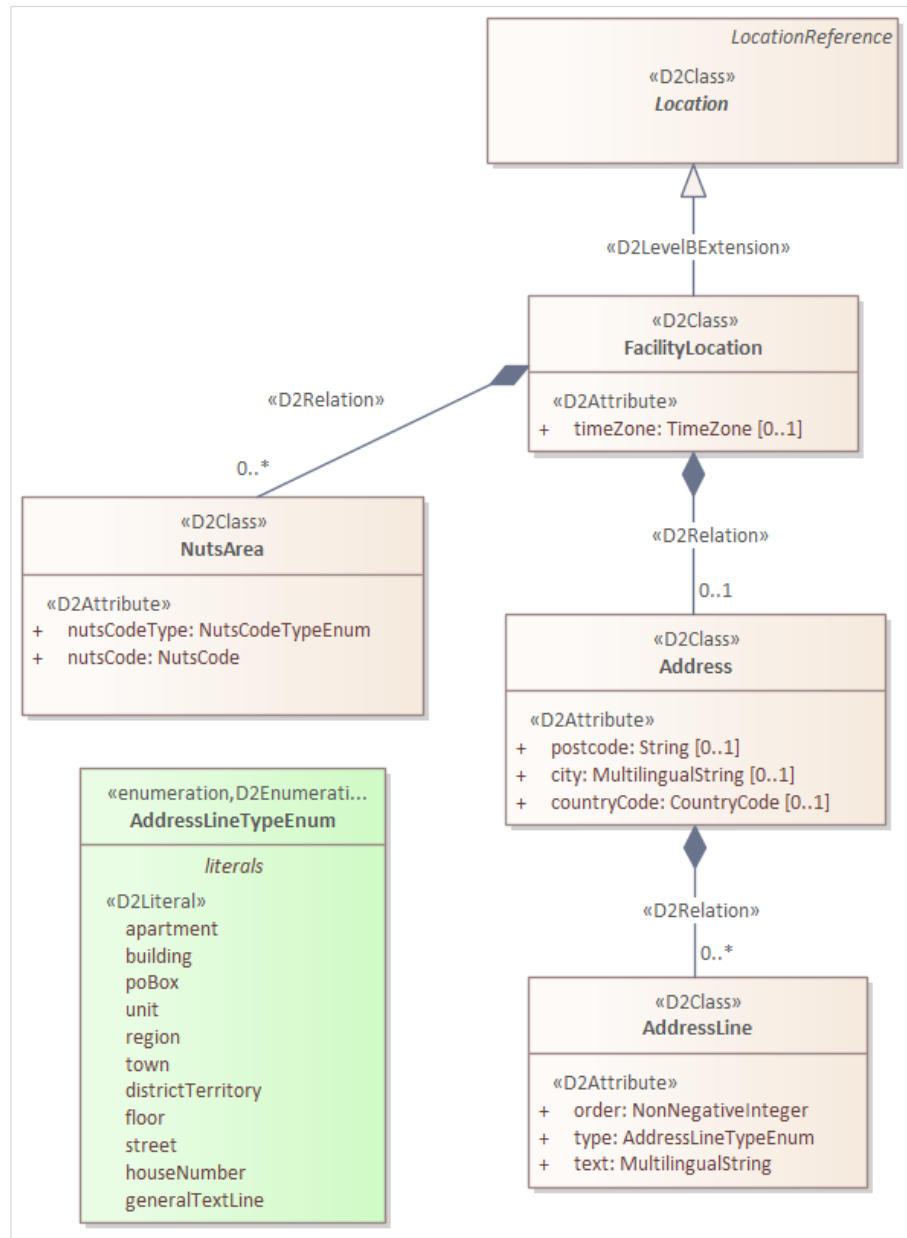 LocationReference
«D2Class»
Location
«D2LevelBExtension»
«D2Class»
FacilityLocation
«D2Attribute»
+ timeZone: TimeZone [0..1]
«D2Relation»
0..*
«D2Class»
NutsArea
«D2Attribute»
+ nutsCodeType: NutsCodeTypeEnum
+ nutsCode: NutsCode
«D2Relation»
0..1
«D2Class»
Address
«D2Attribute»
+ postcode: String [0..1]
+ city: MultilingualString [0..1]
+ countryCode: CountryCode [0..1]
«D2Relation»
0..*
«D2Class»
AddressLine
«D2Attribute»
+ order: NonNegativeInteger
+ type: AddressLineTypeEnum
+ text: MultilingualString
«enumeration,D2Enumerati...
AddressLineTypeEnum
literals
«D2Literal»
apartment
building
poBox
unit
region
town
districtTerritory
floor
street
houseNumber
generalTextLine